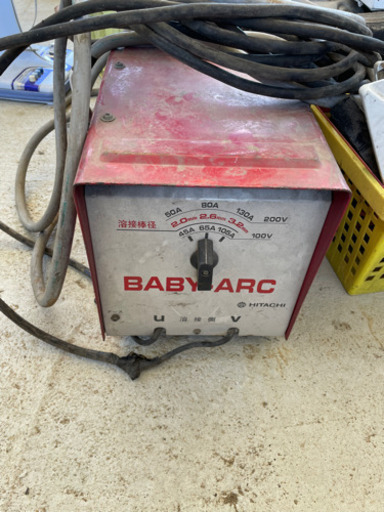 50A 80A 130A 200V
溶接棒径 2.0mm 2.6mm 3.2mm
45A 65A 105A 100V
BABY ARC
HITACHI
u 溶接側 v